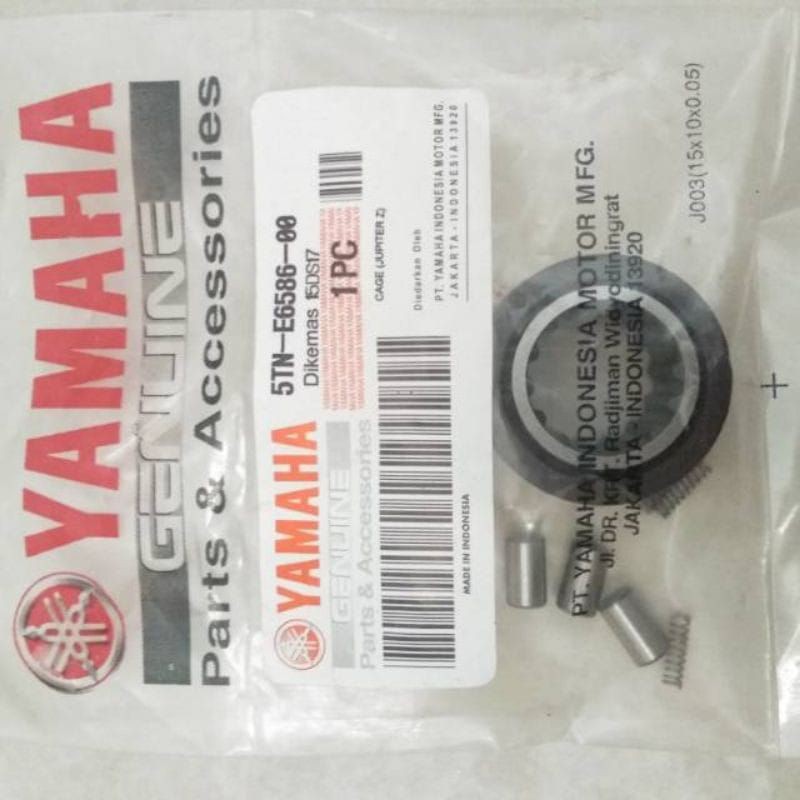 YAMAHA
GENUINE
Parts & Accessories
YAMAHA
GENUINE
Parts & Accessories
5TN-E6586-00
Dikemas 15DS17
1 PC
CAGE (JUPITER Z)
Diedarkan Oleh
PT. YAMAHA INDONESIA MOTOR MFG.
JAKARTA - INDONESIA 13920
MADE IN INDONESIA
PT. YAMAHA INDONESIA MOTOR MFG.
Jl. DR. KRT. Radjiman Widyodiningrat
JAKARTA - INDONESIA 13920
J003(15x10x0.05)